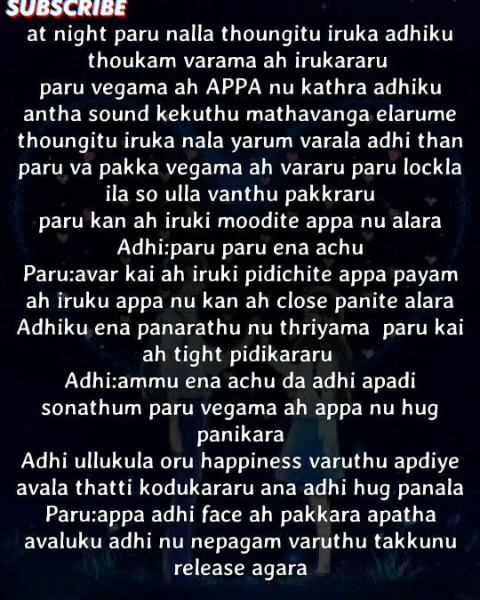 SUBSCRIBE
at night paru nalla thoungitu iruka adhiku
thoukam varama ah irukararu
paru vegama ah APPA nu kathra adhiku
antha sound kekuthu mathavanga elarume
thoungitu iruka nala yarum varala adhi than
paru va pakka vegama ah vararu paru lockla
ila so ulla vanthu pakkraru
paru kan ah iruki moodite appa nu alara
Adhi:paru paru ena achu
Paru:avar kai ah iruki pidichite appa payam
ah iruku appa nu kan ah close panite alara
Adhiku ena panarathu nu thriyama paru kai
ah tight pidikararu
Adhi:ammu ena achu da adhi apadi
sonathum paru vegama ah appa nu hug
panikara
Adhi ullukula oru happiness varuthu apdiye
avala thatti kodukararu ana adhi hug panala
Paru:appa adhi face ah pakkara apatha
avaluku adhi nu nepagam varuthu takkunu
release agara